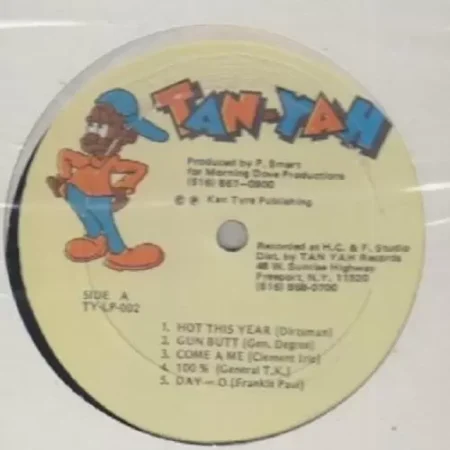 TAN-YAH
Produced by P. Smart
for Morning Dove Productions
(516) 867-0900
© ℗ Ken Tyre Publishing
Recorded at H.C. & F. Studio
Dist. by TAN YAH Records
48 W. Sunrise Highway
Freeport, N.Y. 11520
(516) 868-0700
SIDE A
TY-LP-002
1. HOT THIS YEAR (Dirtsman)
2. GUN BUTT (Gen. Degree)
3. COME A ME (Clement Irie)
4. 100% (General T.K.)
5. DAY-O (Frankie Paul)